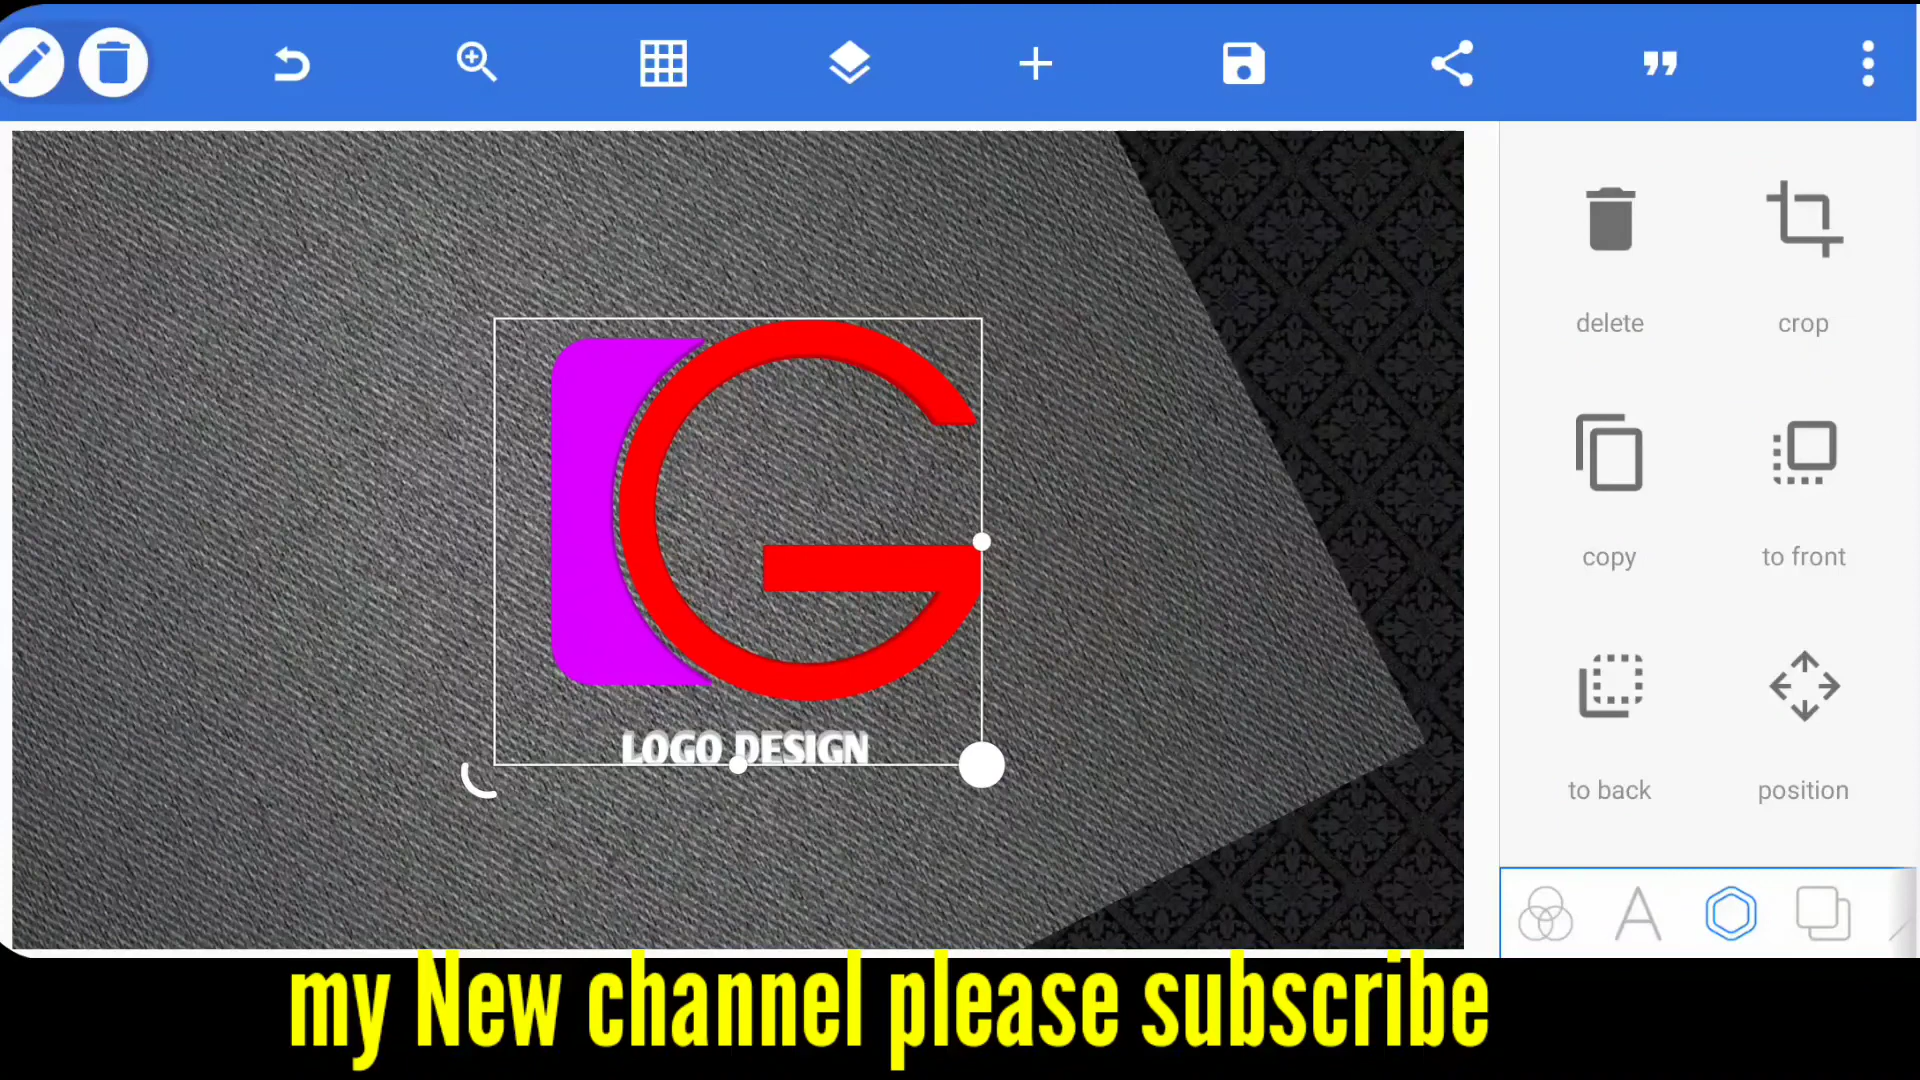 delete
crop
G
LOGO DESIGN
copy
to front
to back
position
A
my New channel please subscribe